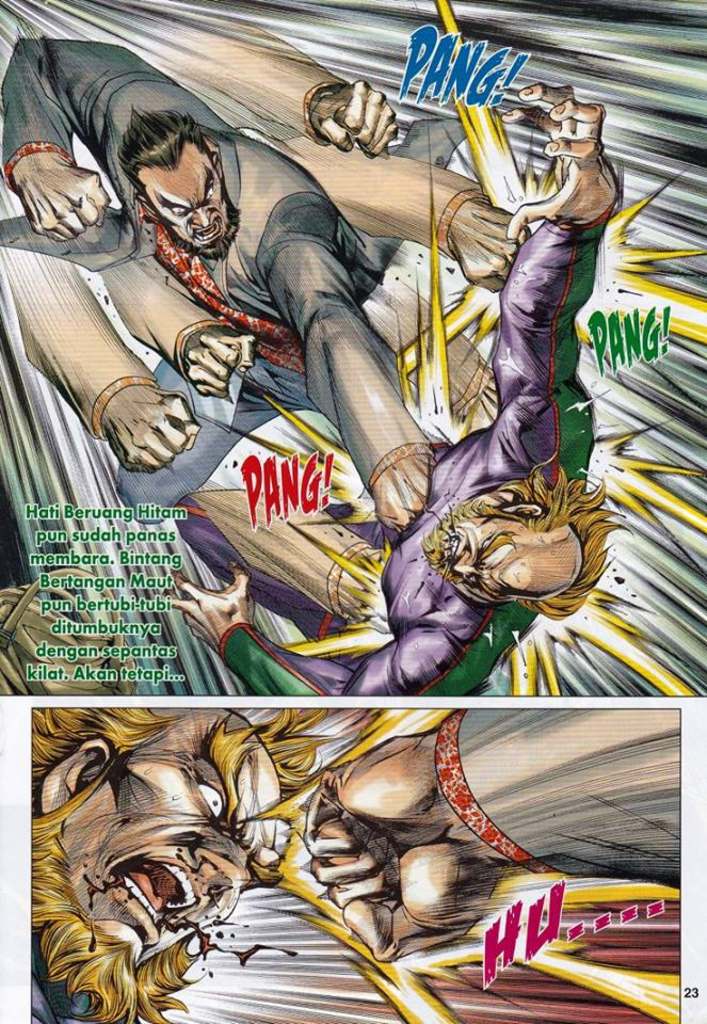 PANG!
PANG!
PANG!
Hati Beruang Hitam
pun sudah panas
membara. Bintang
Bertangan Maut
pun bertubi-tubi
ditumbuknya
dengan sepantas
kilat. Akan tetapi...
HU----
23